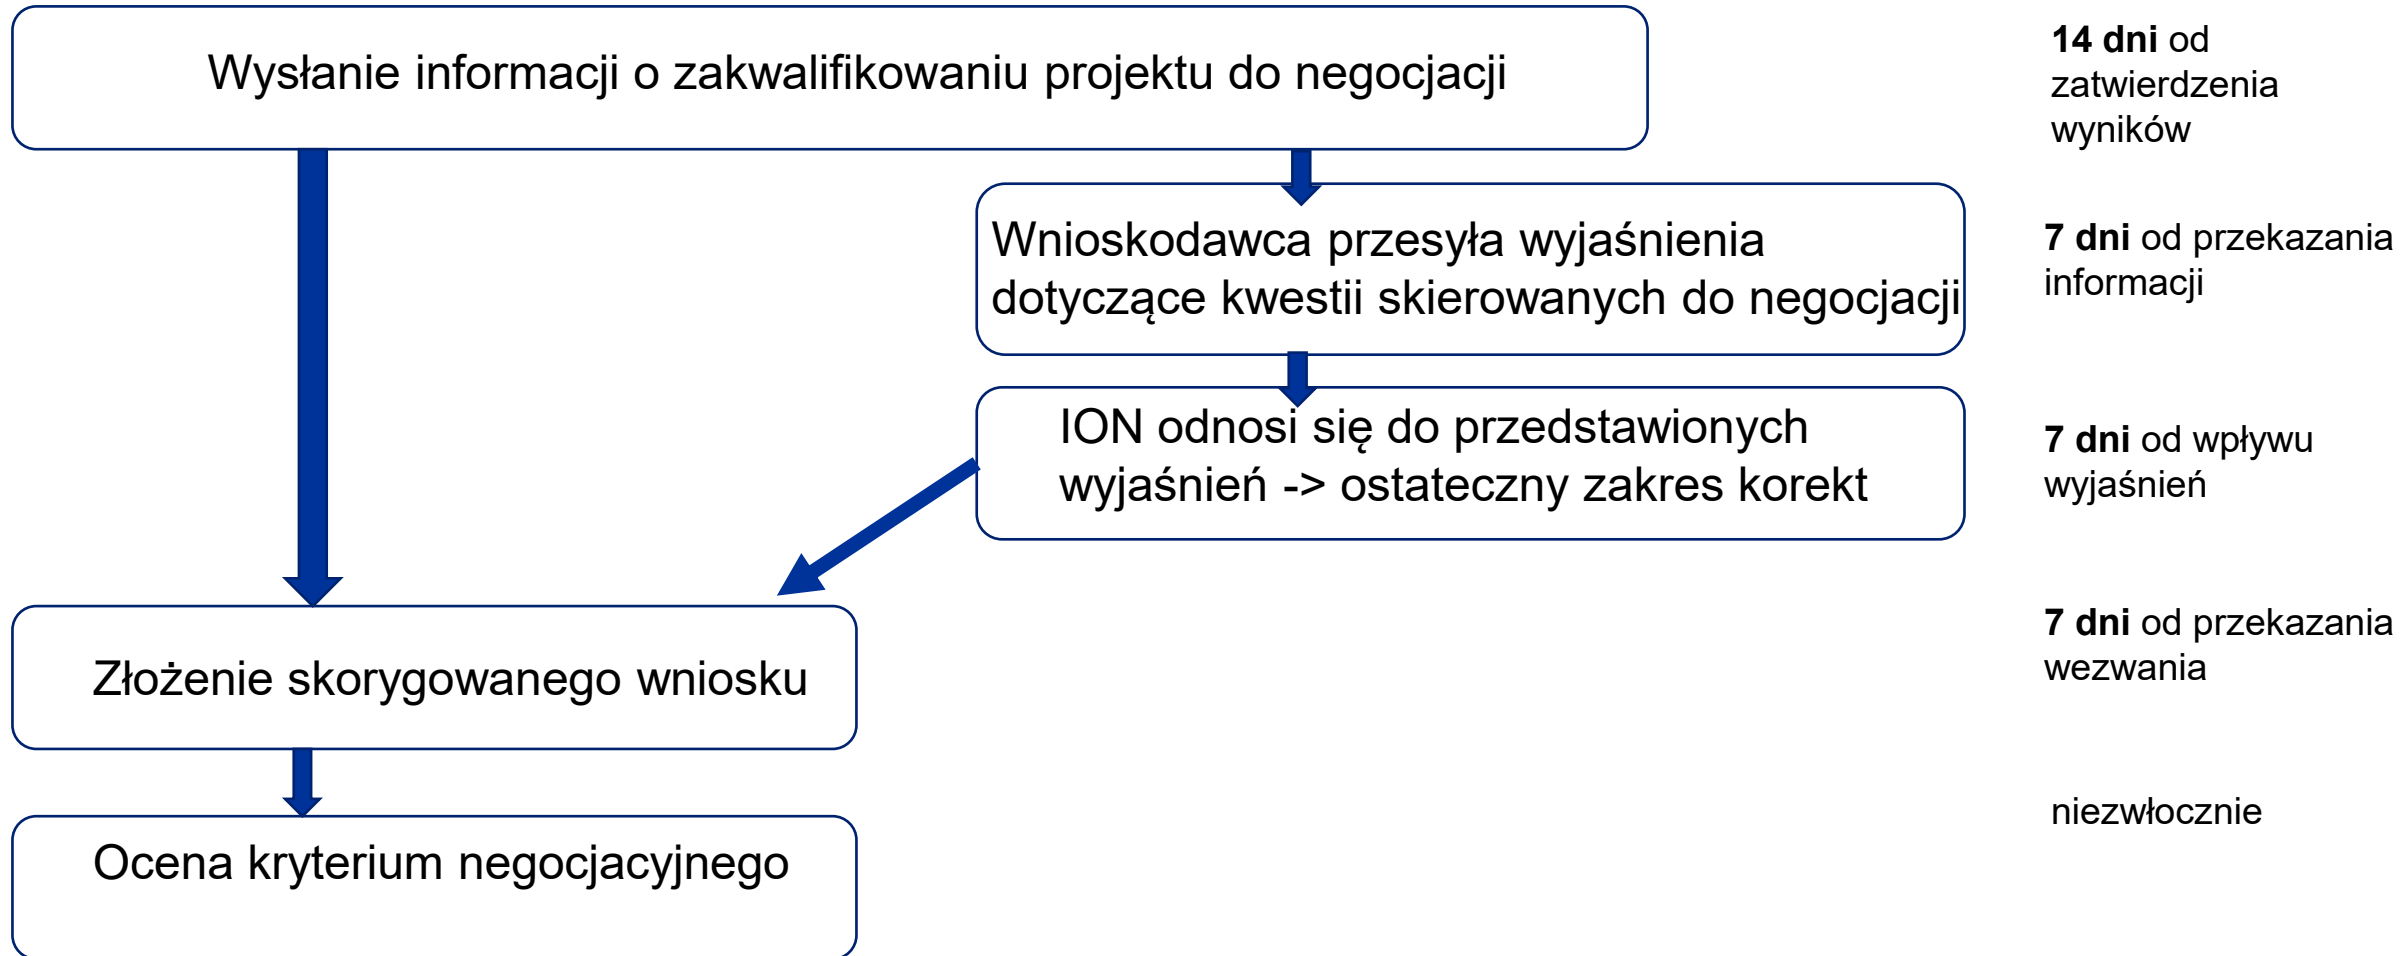 Wysłanie informacji o zakwalifikowaniu projektu do negocjacji
14 dni od
zatwierdzenia
wyników
Wnioskodawca przesyła wyjaśnienia
dotyczące kwestii skierowanych do negocjacji
7 dni od przekazania
informacji
ION odnosi się do przedstawionych
wyjaśnień -> ostateczny zakres korekt
7 dni od wpływu
wyjaśnień
Złożenie skorygowanego wniosku
7 dni od przekazania
wezwania
Ocena kryterium negocjacyjnego
niezwłocznie